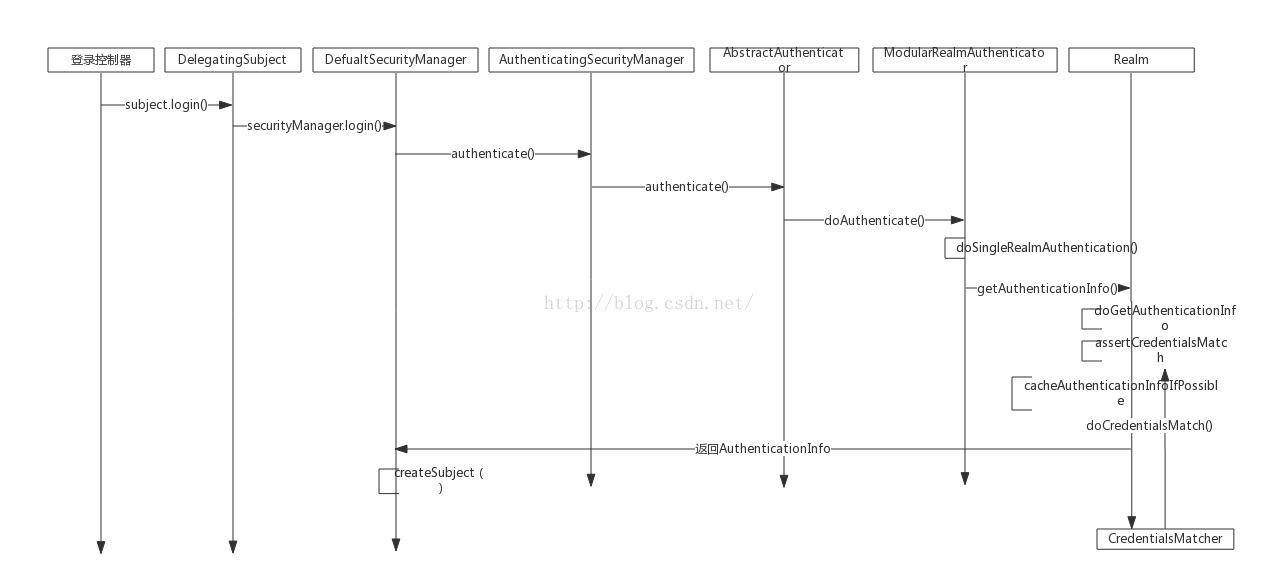 登录控制器
DelegatingSubject
DefualtSecurityManager
AuthenticatingSecurityManager
AbstractAuthenticat
or
ModularRealmAuthenticato
r
Realm
subject.login()
securityManager.login()
authenticate()
authenticate()
doAuthenticate()
doSingleRealmAuthentication()
getAuthenticationInfo()
http://blog.csdn.net/
doGetAuthenticationInf
o
assertCredentialsMatc
h
cacheAuthenticationInfoIfPossibl
e
doCredentialsMatch()
返回AuthenticationInfo
createSubject (
)
CredentialsMatcher